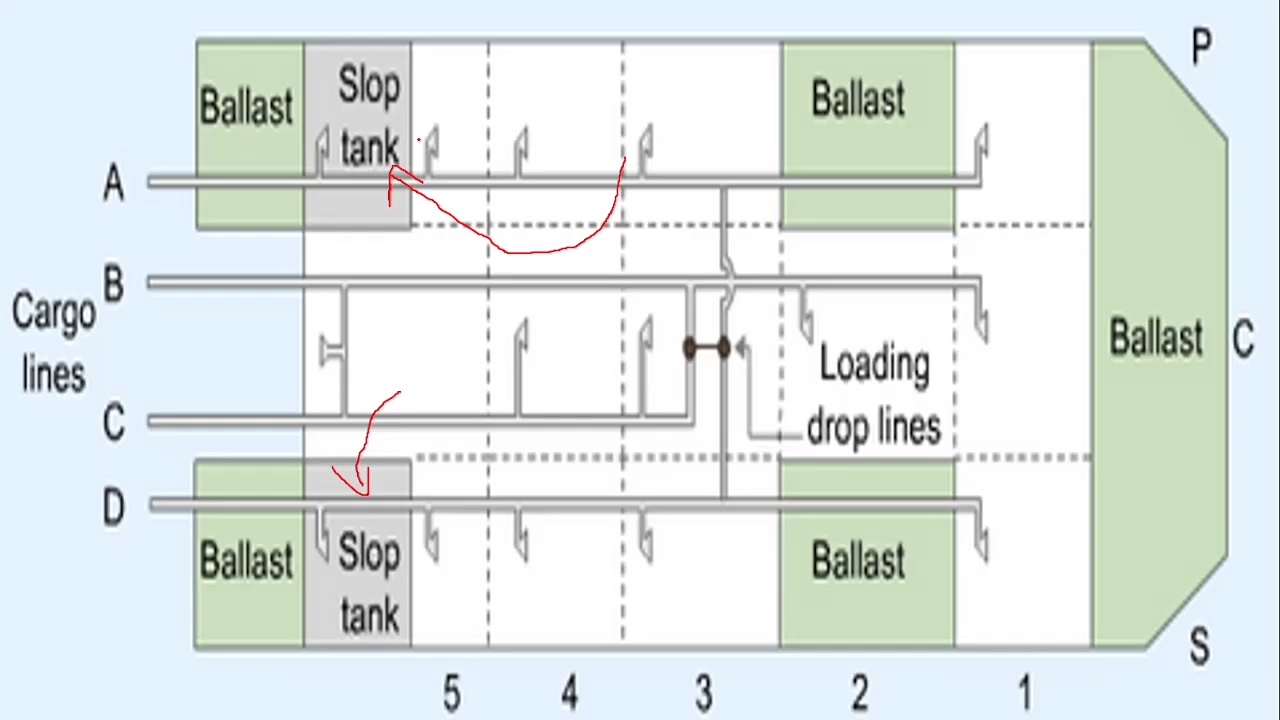 P
Ballast
Slop
tank
Ballast
A
B
Cargo
lines
Loading
drop lines
Ballast
C
C
D
Ballast
Slop
tank
Ballast
S
5 4 3 2 1